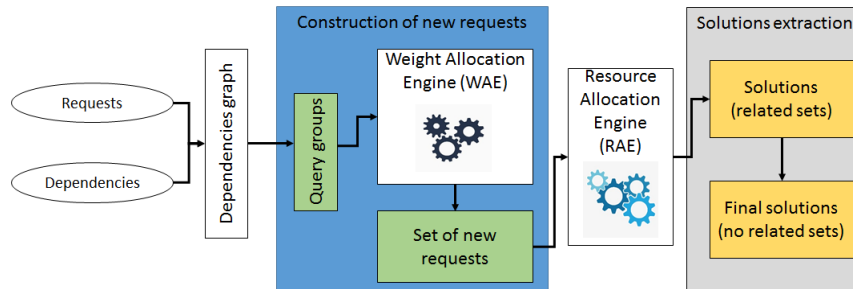 Requests
Dependencies
Dependencies graph
Construction of new requests
Query groups
Weight Allocation
Engine (WAE)
Set of new
requests
Resource
Allocation
Engine
(RAE)
Solutions extraction
Solutions
(related sets)
Final solutions
(no related sets)